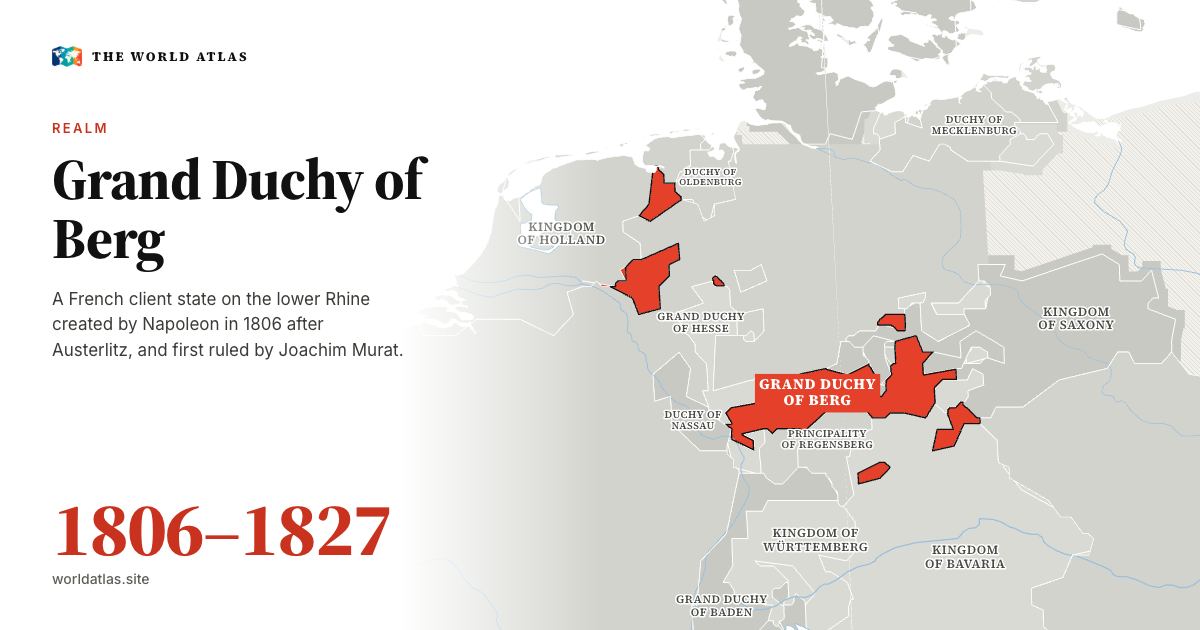 THE WORLD ATLAS
REALM
Grand Duchy of
Berg
A French client state on the lower Rhine
created by Napoleon in 1806 after
Austerlitz, and first ruled by Joachim Murat.
1806–1827
worldatlas.site
DUCHY OF
MECKLENBURG
DUCHY OF
OLDENBURG
KINGDOM
OF HOLLAND
GRAND DUCHY
OF HESSE
KINGDOM
OF SAXONY
GRAND DUCHY
OF BERG
DUCHY OF
NASSAU
PRINCIPALITY
OF REGENSBERG
KINGDOM OF
WÜRTTEMBERG
KINGDOM
OF BAVARIA
GRAND DUCHY
OF BADEN